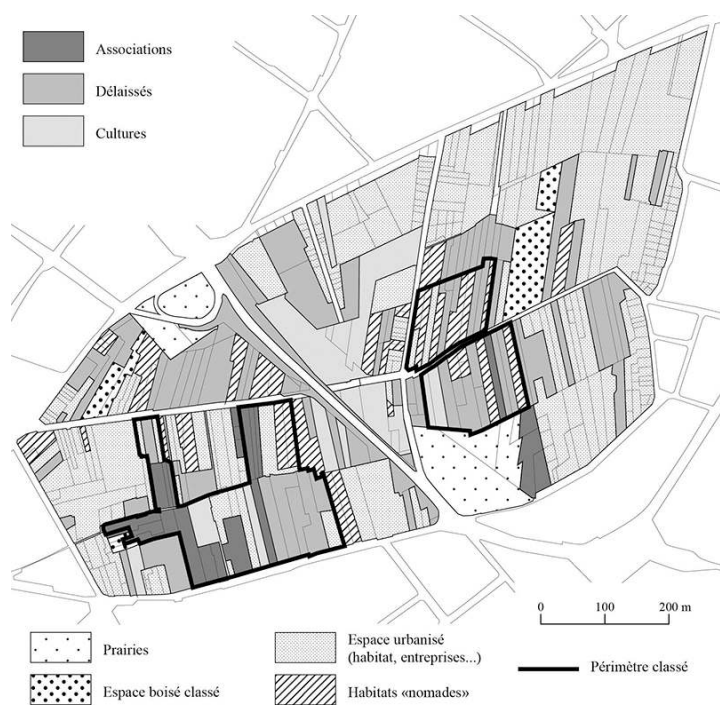 Associations
Délaissés
Cultures
0 100 200 m
Prairies
Espace boisé classé
Espace urbanisé
(habitat, entreprises...)
Habitats «nomades»
Périmètre classé